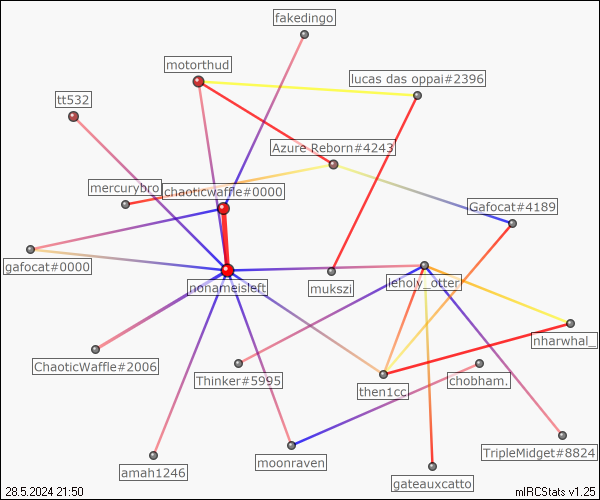 fakedingo
motorthud
lucas das oppai#2396
tt532
Azure Reborn#4243
mercurybro
chaoticwaffle#0000
Gafocat#4189
gafocat#0000
nonameisleft
mukszi
leholy_otter
nharwhal_
ChaoticWaffle#2006
Thinker#5995
then1cc
chobham.
TripleMidget#8824
amah1246
moonraven
gateauxcatto
28.5.2024 21:50
mIRCStats v1.25